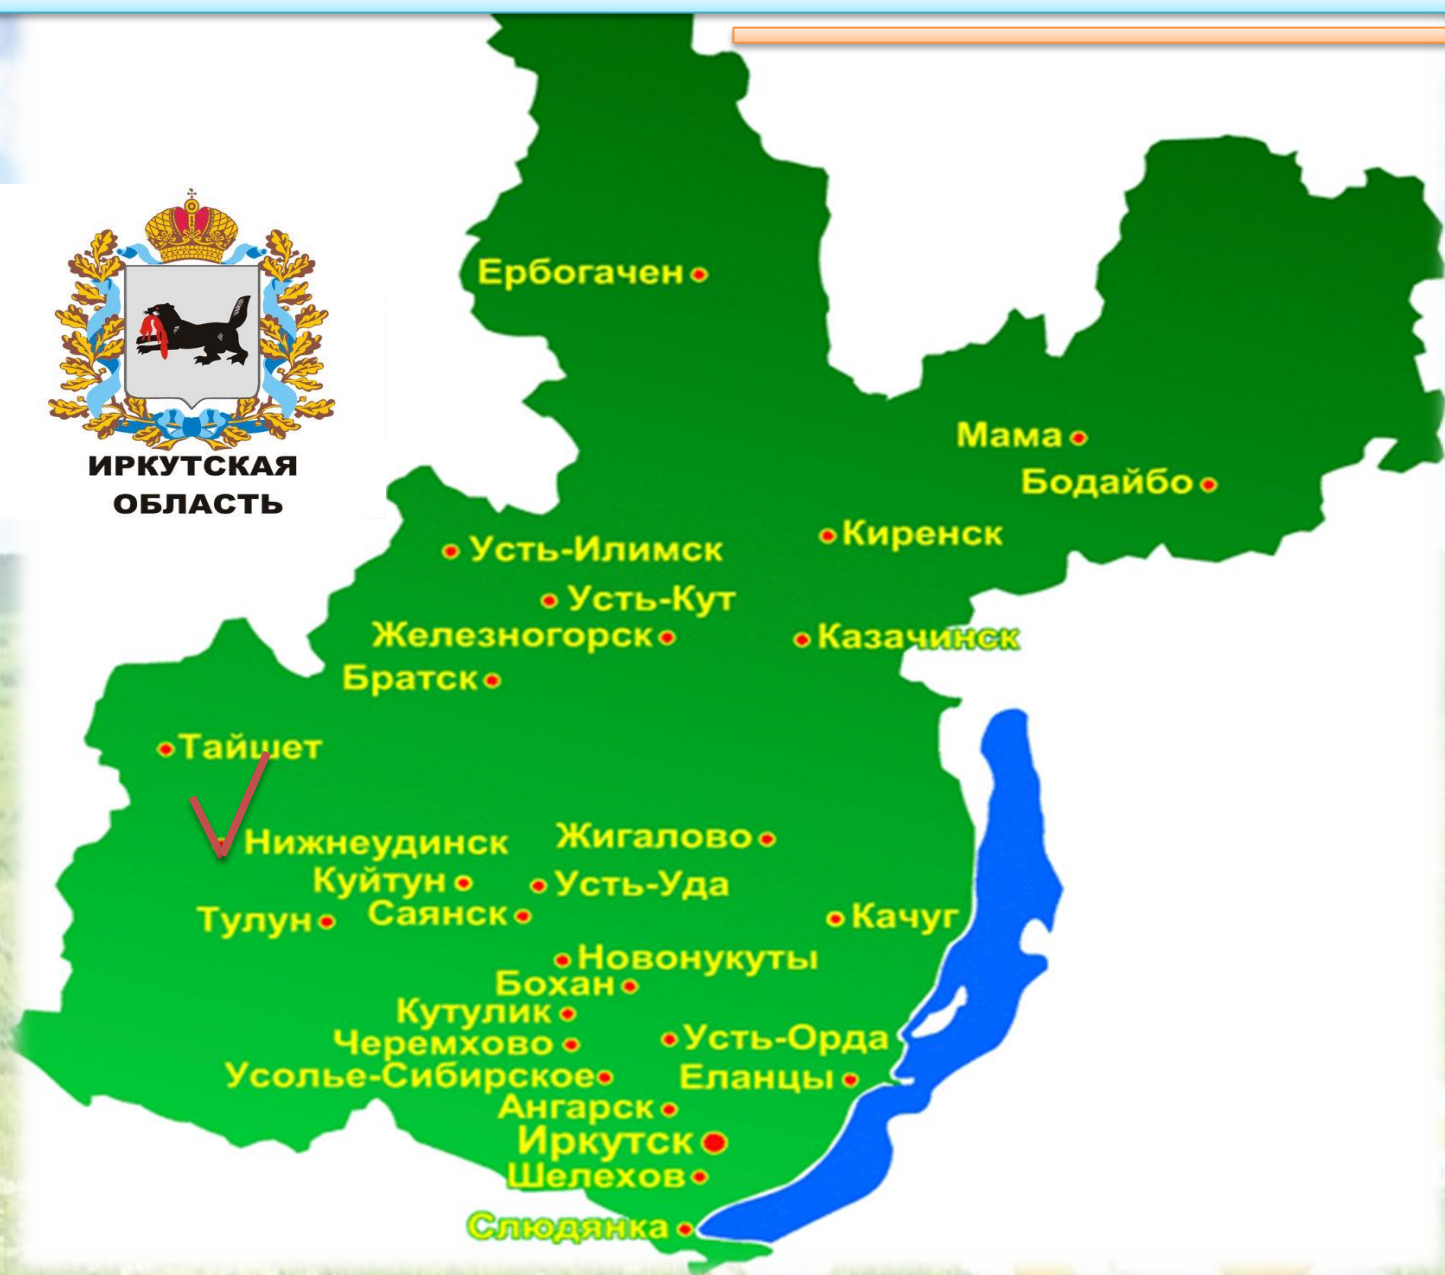 ИРКУТСКАЯ
ОБЛАСТЬ
Ербогачен
Мама
Бодайбо
Киренск
Усть-Илимск
Усть-Кут
Железногорск
Казачинск
Братск
Тайшет
Нижнеудинск
Жигалово
Куйтун
Усть-Уда
Тулун
Саянск
Качуг
Новонукуты
Бохан
Кутулик
Черемхово
Усть-Орда
Усолье-Сибирское
Еланцы
Ангарск
Иркутск
Шелехов
Слюдянка